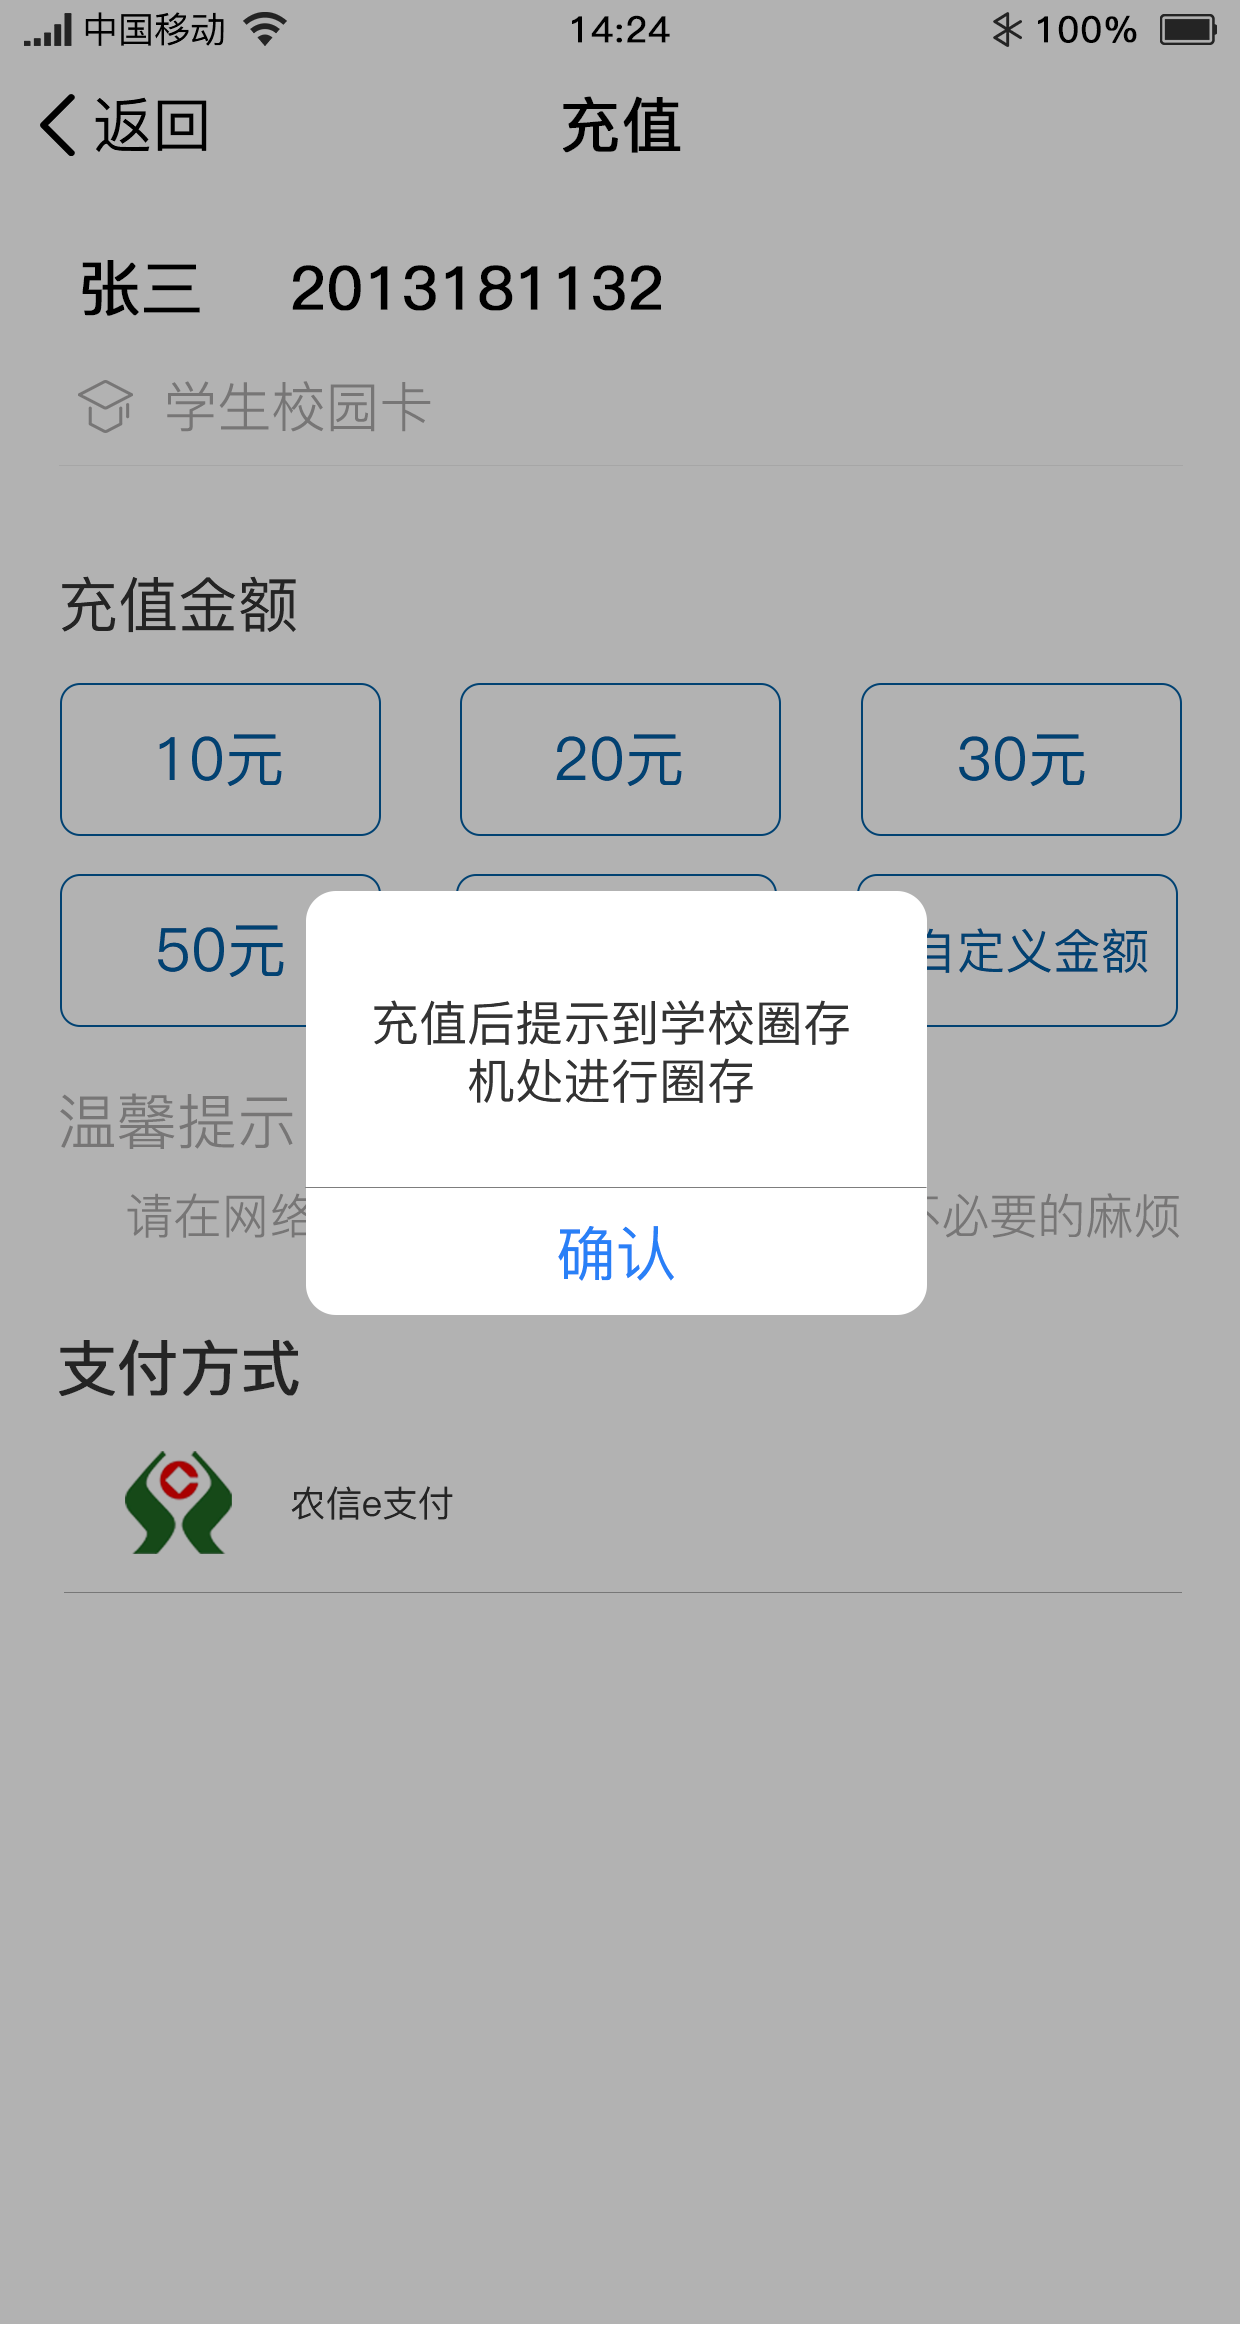 中国移动 14:24 100%
返回 充值
张三 2013181132
学生校园卡
充值金额
10元 20元 30元
50元 自定义金额
充值后提示到学校圈存
机处进行圈存
温馨提示
请在网络 必要的麻烦
确认
支付方式
农信e支付